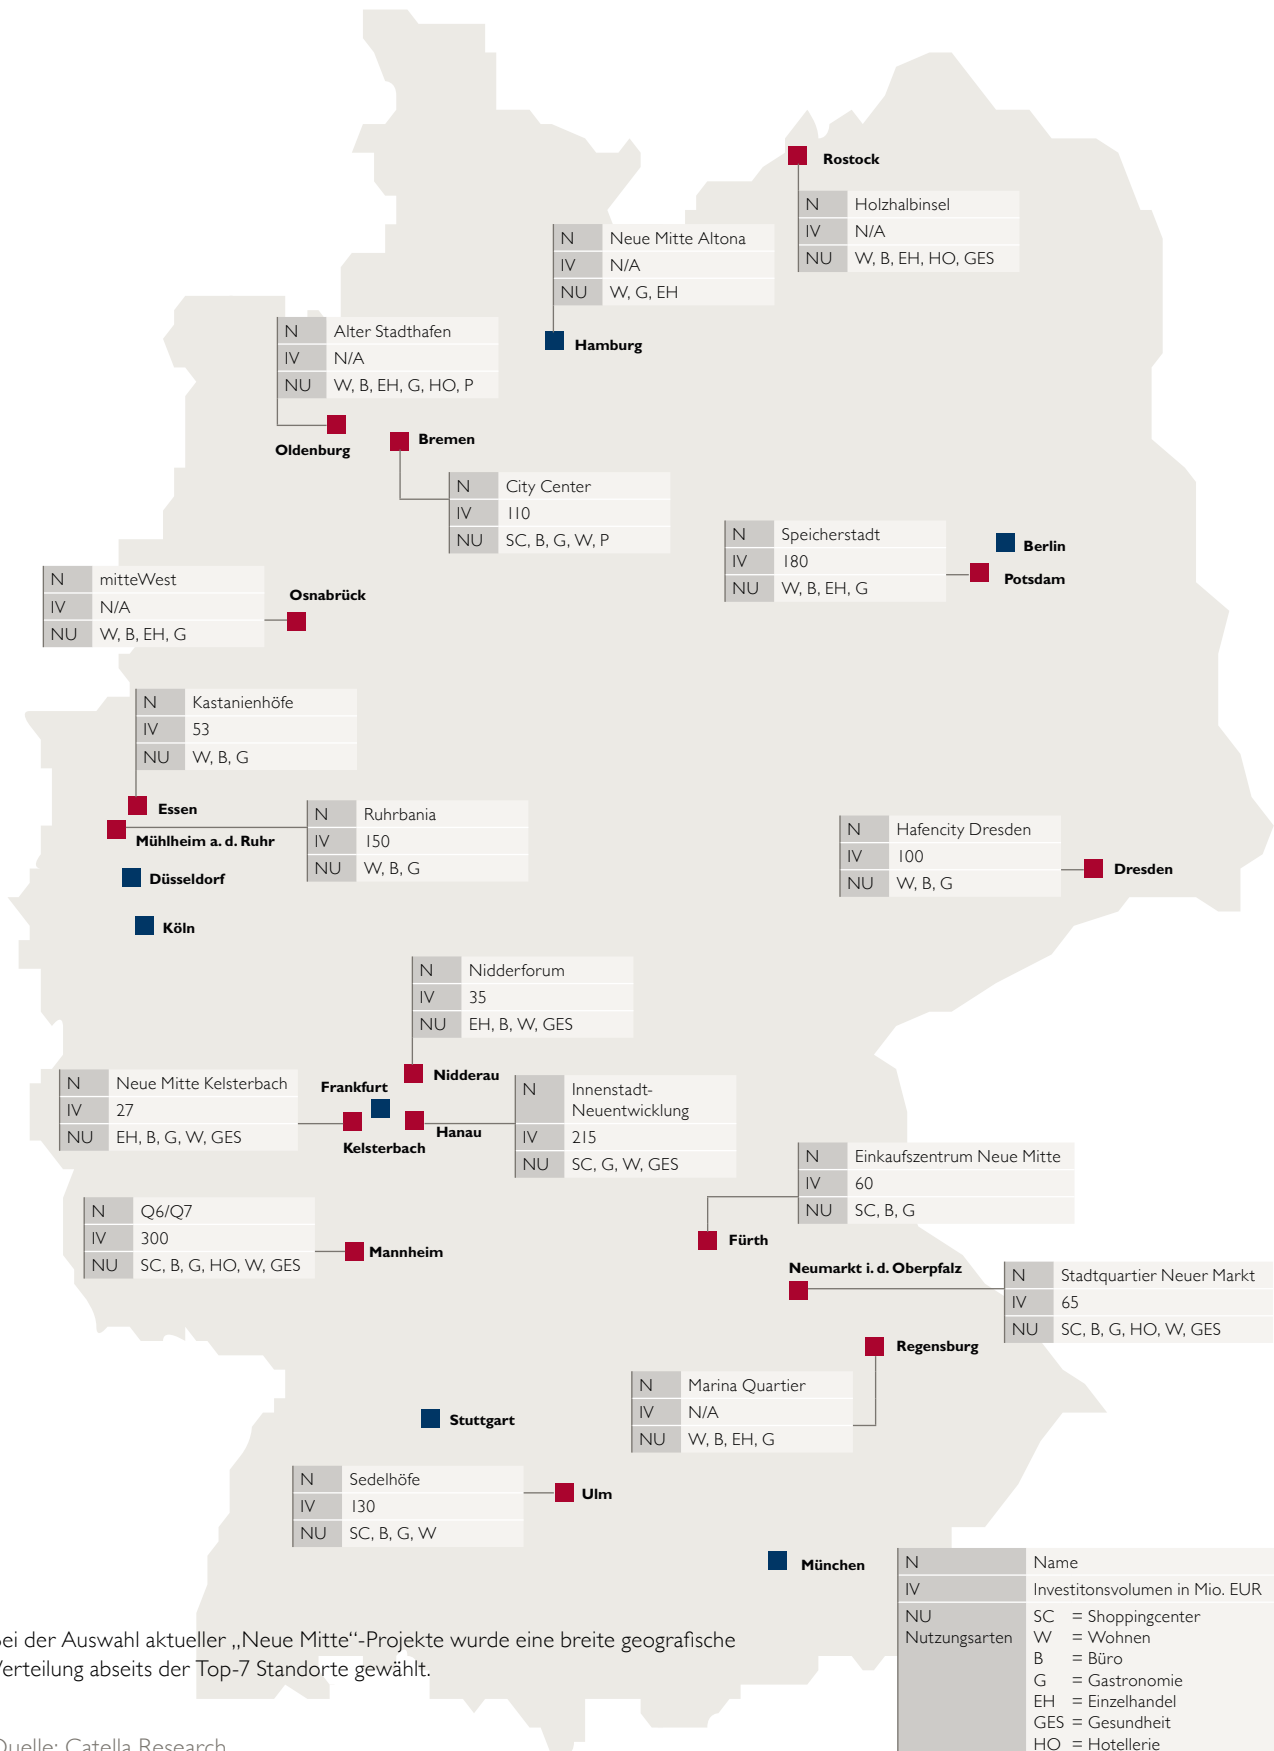 Rostock
N Holzhalbinsel
IV N/A
NU W, B, EH, HO, GES
N Neue Mitte Altona
IV N/A
NU W, G, EH
Hamburg
N Alter Stadthafen
IV N/A
NU W, B, EH, G, HO, P
Oldenburg
Bremen
N City Center
IV 110
NU SC, B, G, W, P
N Speicherstadt
IV 180
NU W, B, EH, G
Berlin
Potsdam
N mitteWest
IV N/A
NU W, B, EH, G
Osnabrück
N Kastanienhöfe
IV 53
NU W, B, G
Essen
Mühlheim a. d. Ruhr
N Ruhrbania
IV 150
NU W, B, G
Düsseldorf
Köln
N Hafencity Dresden
IV 100
NU W, B, G
Dresden
N Nidderforum
IV 35
NU EH, B, W, GES
Nidderau
N Neue Mitte Kelsterbach
IV 27
NU EH, B, G, W, GES
Frankfurt
Kelsterbach
Hanau
N Innenstadt-
Neuentwicklung
IV 215
NU SC, G, W, GES
N Einkaufszentrum Neue Mitte
IV 60
NU SC, B, G
Fürth
N Q6/Q7
IV 300
NU SC, B, G, HO, W, GES
Mannheim
Neumarkt i. d. Oberpfalz
N Stadtquartier Neuer Markt
IV 65
NU SC, B, G, HO, W, GES
Regensburg
N Marina Quartier
IV N/A
NU W, B, EH, G
Stuttgart
N Sedelhöfe
IV 130
NU SC, B, G, W
Ulm
München
N Name
IV Investitonsvolumen in Mio. EUR
NU SC = Shoppingcenter
Nutzungsarten W = Wohnen
B = Büro
G = Gastronomie
EH = Einzelhandel
GES = Gesundheit
HO = Hotellerie
ei der Auswahl aktueller „Neue Mitte“-Projekte wurde eine breite geografische
Verteilung abseits der Top-7 Standorte gewählt.
Quelle: Catella Research